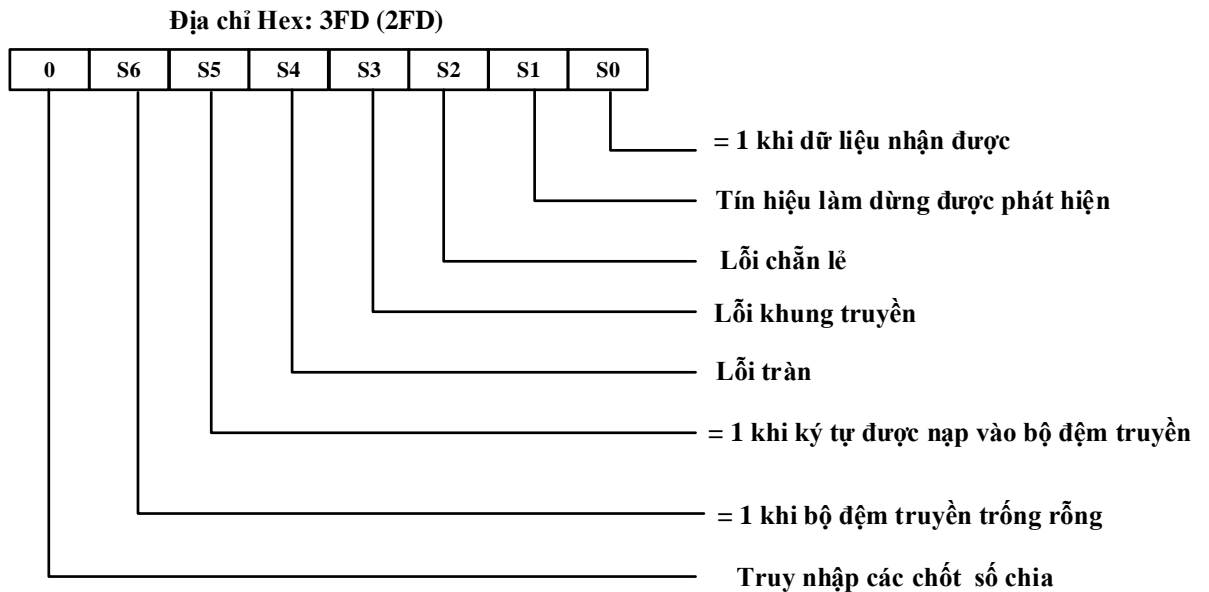 Địa chỉ Hex: 3FD (2FD)
0 S6 S5 S4 S3 S2 S1 S0
= 1 khi dữ liệu nhận được
Tín hiệu làm dừng được phát hiện
Lỗi chẵn lẻ
Lỗi khung truyền
Lỗi tràn
= 1 khi ký tự được nạp vào bộ đệm truyền
= 1 khi bộ đệm truyền trống rỗng
Truy nhập các chốt số chia